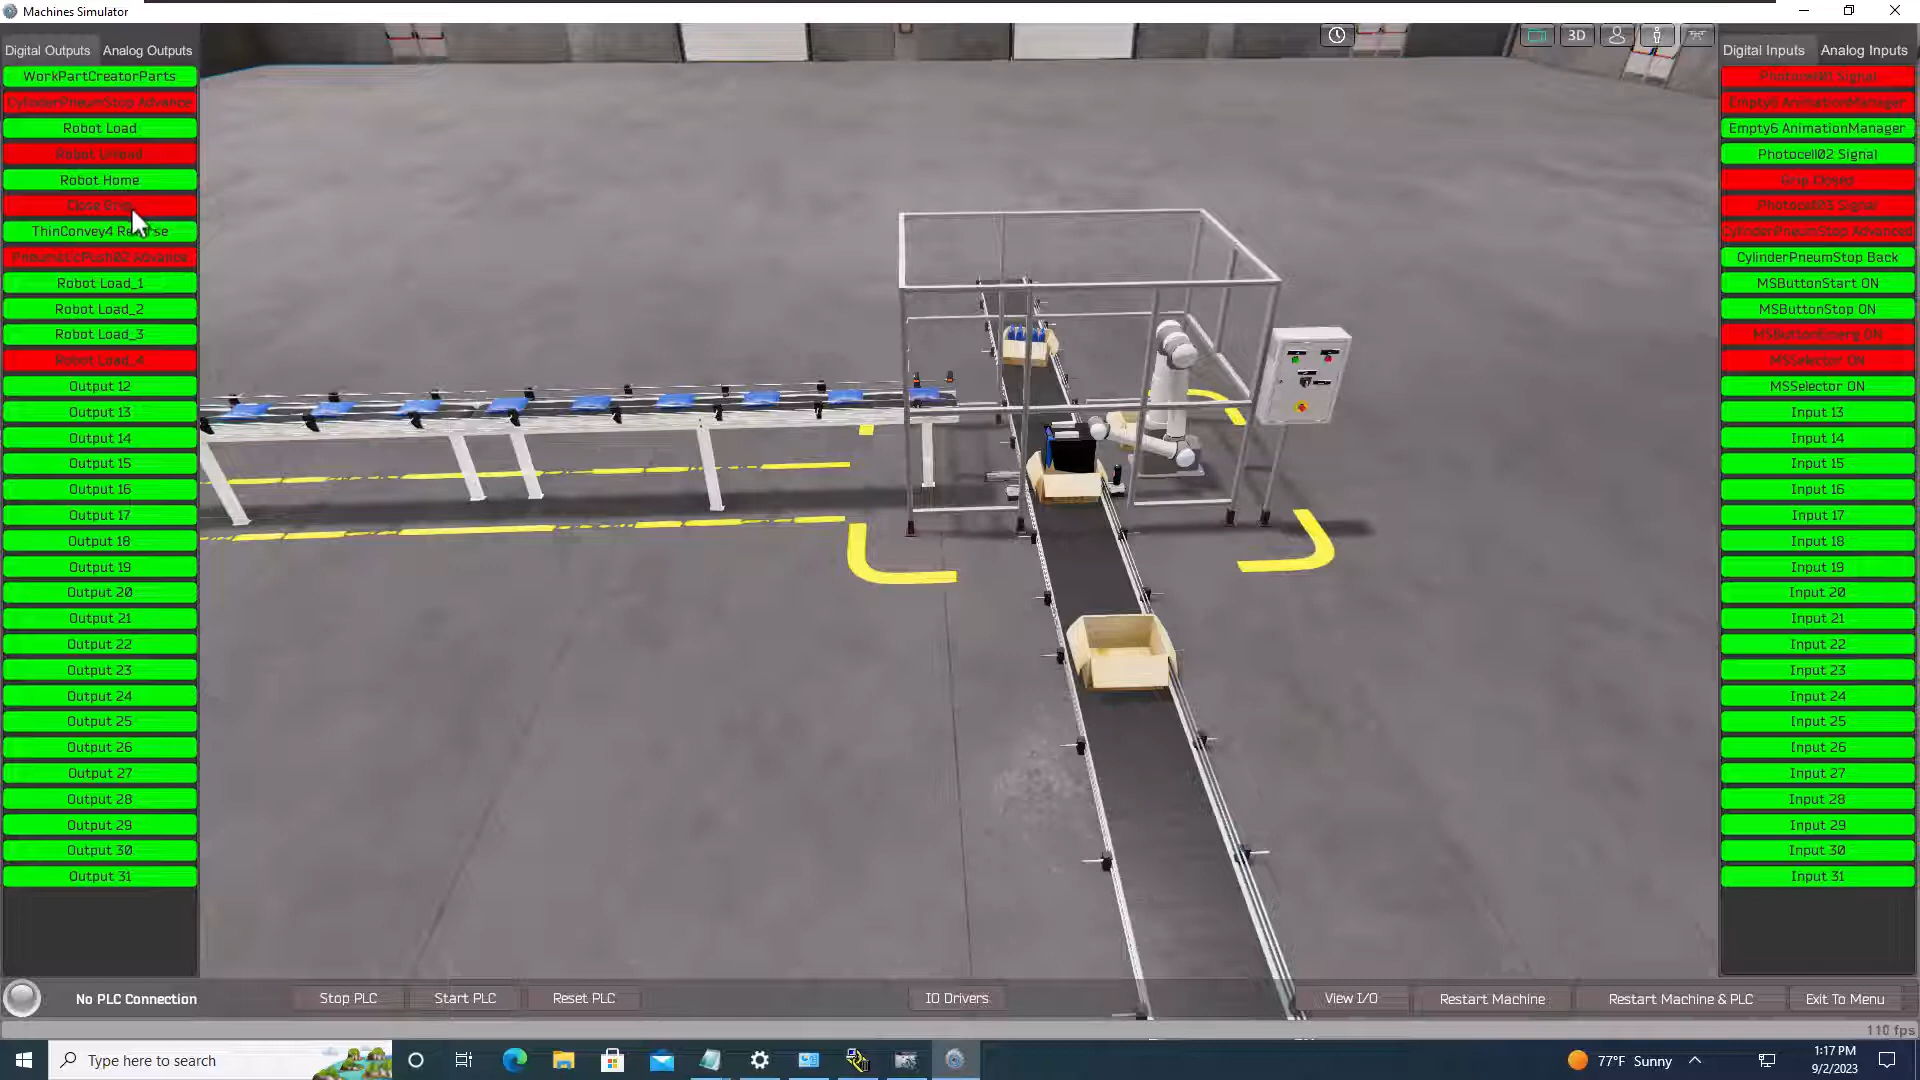 Machines Simulator
Digital Outputs
Analog Outputs
WorkPartCreatorParts
CylinderPneumStop Advance
Robot Load
Robot Unload
Robot Home
Close Grip
ThinConvey4 Re rse
PneumaticPush02 Advance
Robot Load_1
Robot Load_2
Robot Load_3
Robot Load_4
Output 12
Output 13
Output 14
Output 15
Output 16
Output 17
Output 18
Output 19
Output 20
Output 21
Output 22
Output 23
Output 24
Output 25
Output 26
Output 27
Output 28
Output 29
Output 30
Output 31
3D
Digital Inputs
Analog Inputs
Photocell01 Signal
Empty6 AnimationManager
Empty6 AnimationManager
Photocell02 Signal
Grip Closed
Photocell03 Signal
CylinderPneumStop Advanced
CylinderPneumStop Back
MSButtonStart ON
MSButtonStop ON
MSButtonEmerg ON
MSSelector ON
MSSelector ON
Input 13
Input 14
Input 15
Input 16
Input 17
Input 18
Input 19
Input 20
Input 21
Input 22
Input 23
Input 24
Input 25
Input 26
Input 27
Input 28
Input 29
Input 30
Input 31
No PLC Connection
Stop PLC
Start PLC
Reset PLC
IO Drivers
View I/O
Restart Machine
Restart Machine & PLC
Exit To Menu
110 fps
Type here to search
77°F Sunny
1:17 PM
9/2/2023